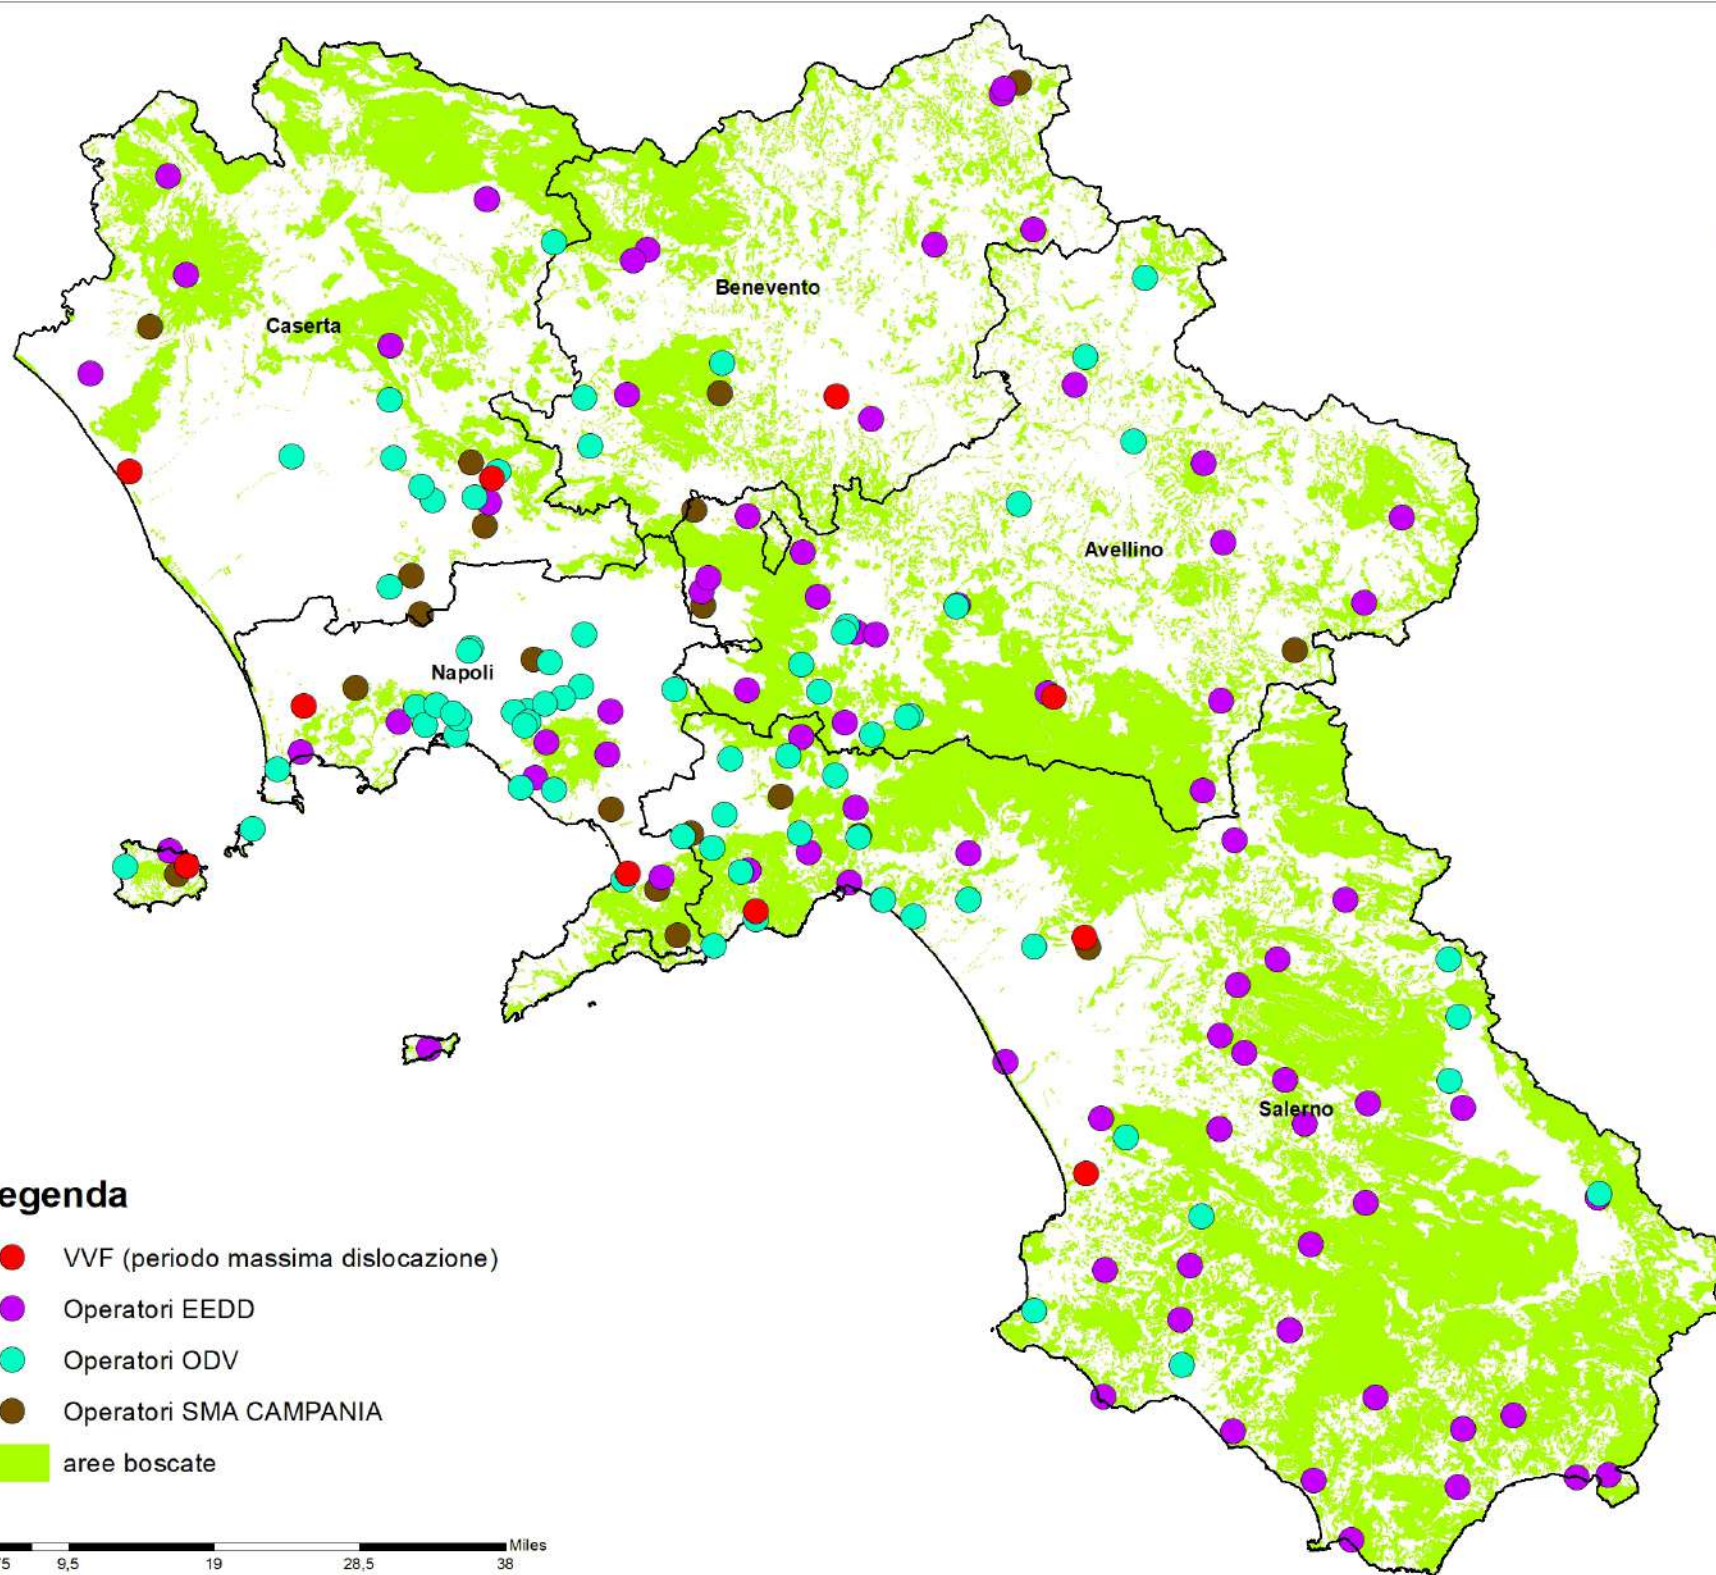 Benevento
Caserta
Avellino
Napoli
Salerno
egenda
VVF (periodo massima dislocazione)
Operatori EEDD
Operatori ODV
Operatori SMA CAMPANIA
aree boscate
Miles
75 9,5 19 28,5 38